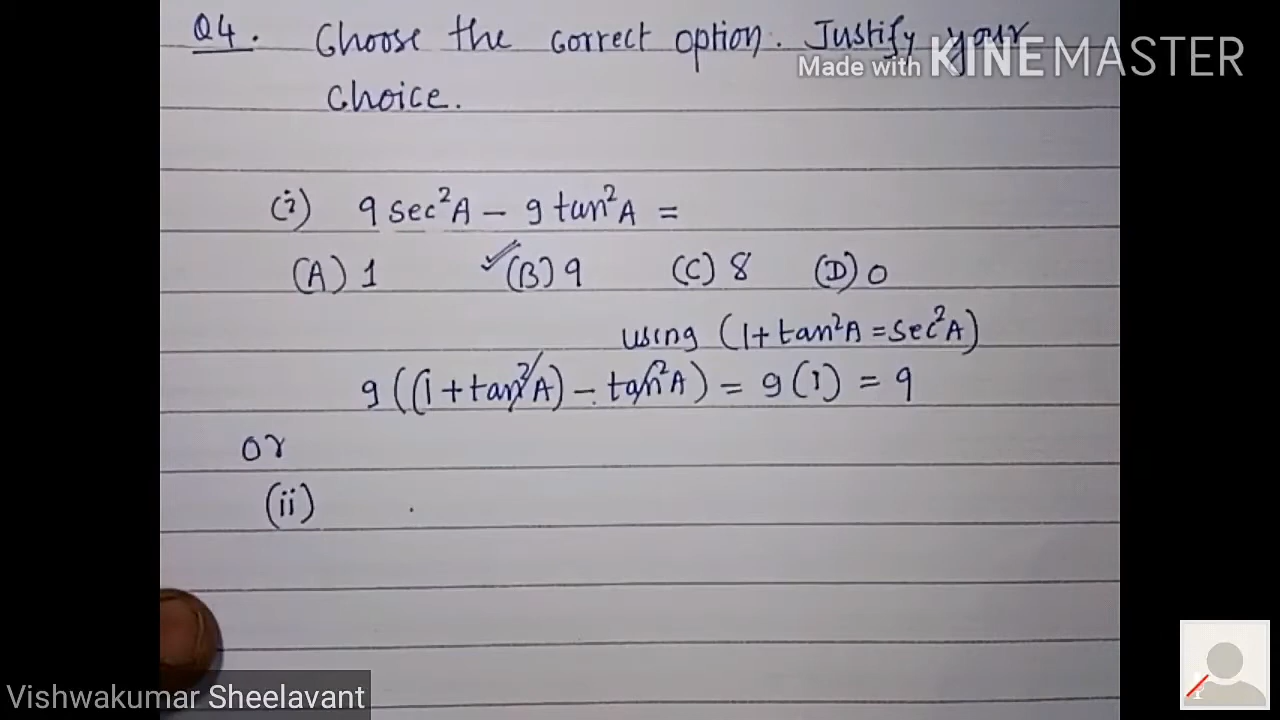 Q4. Choose the correct option. Justify your
Made with KINEMASTER
choice.
(i) 9 sec²A - 9 tan²A =
(A) 1 (B) 9 (C) 8 (D) 0
using (1 + tan²A = sec²A)
9((1 + tan²A) - tan²A) = 9(1) = 9
or
(ii)
Vishwakumar Sheelavant